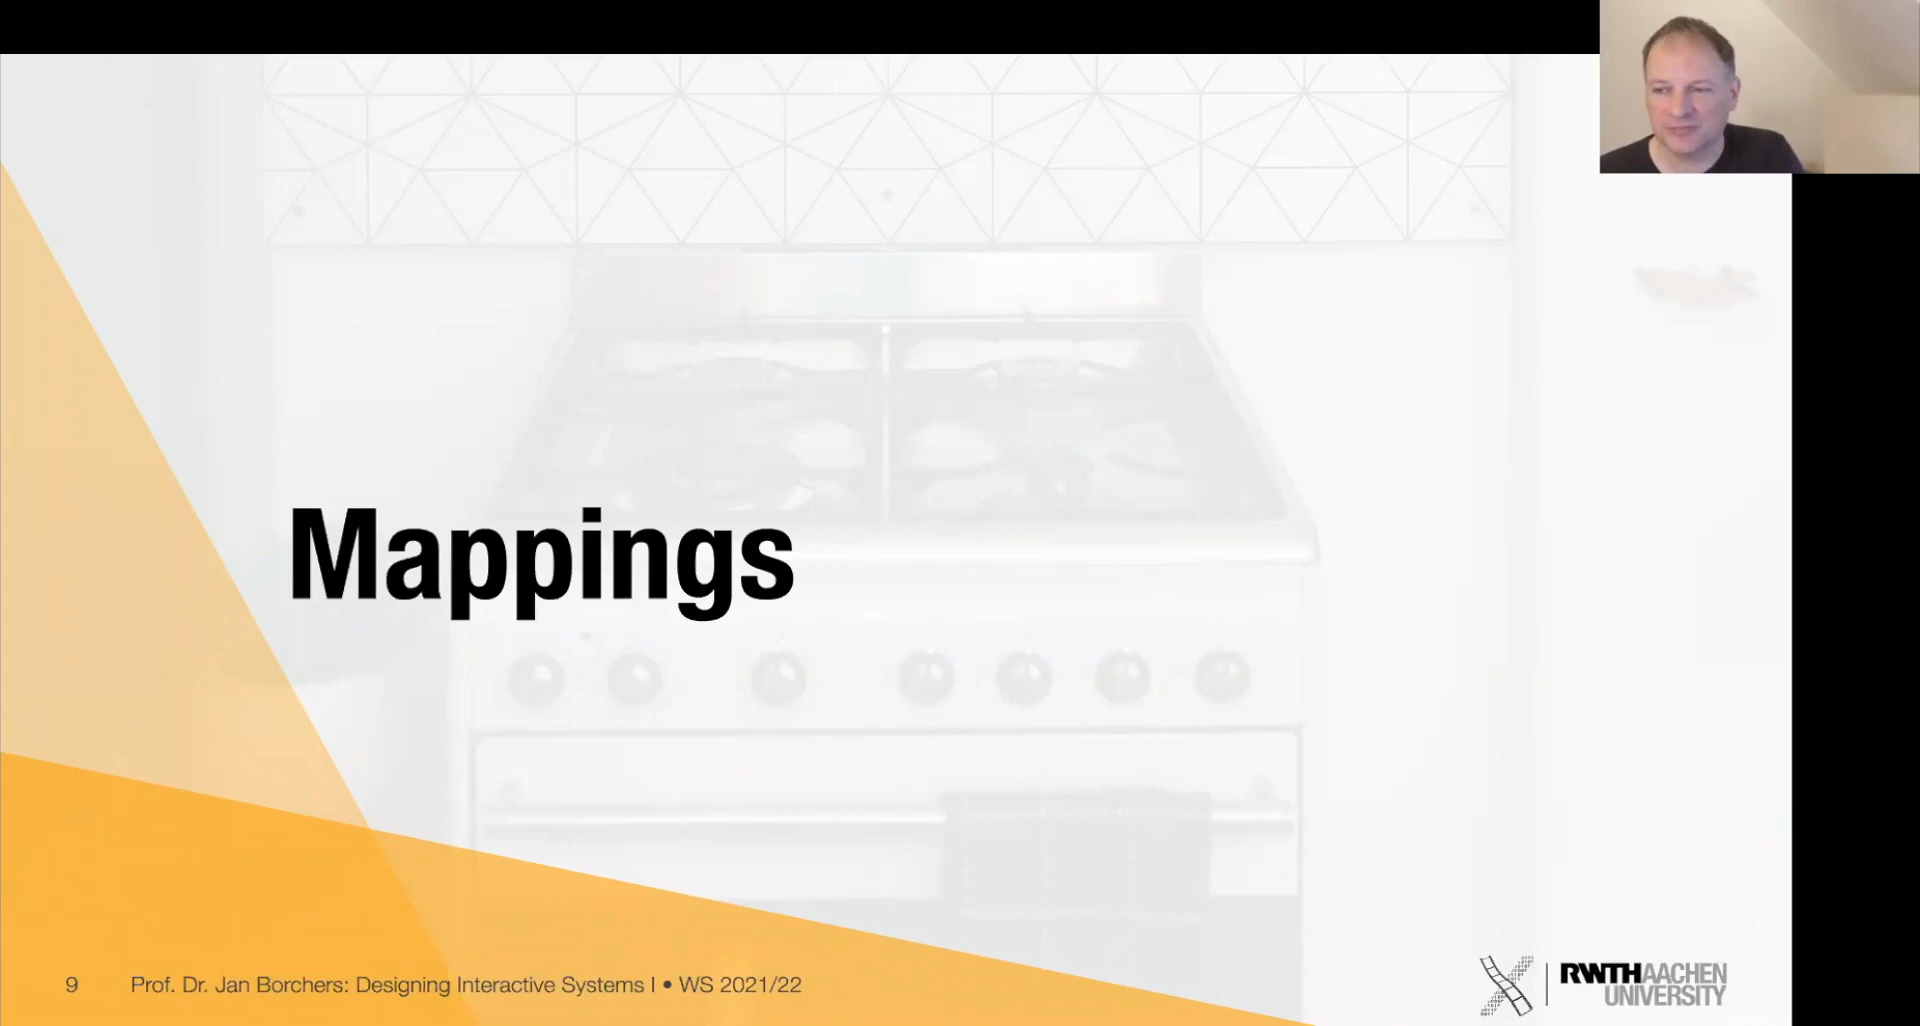 Mappings
9 Prof. Dr. Jan Borchers: Designing Interactive Systems I • WS 2021/22
RWTHAACHEN
UNIVERSITY